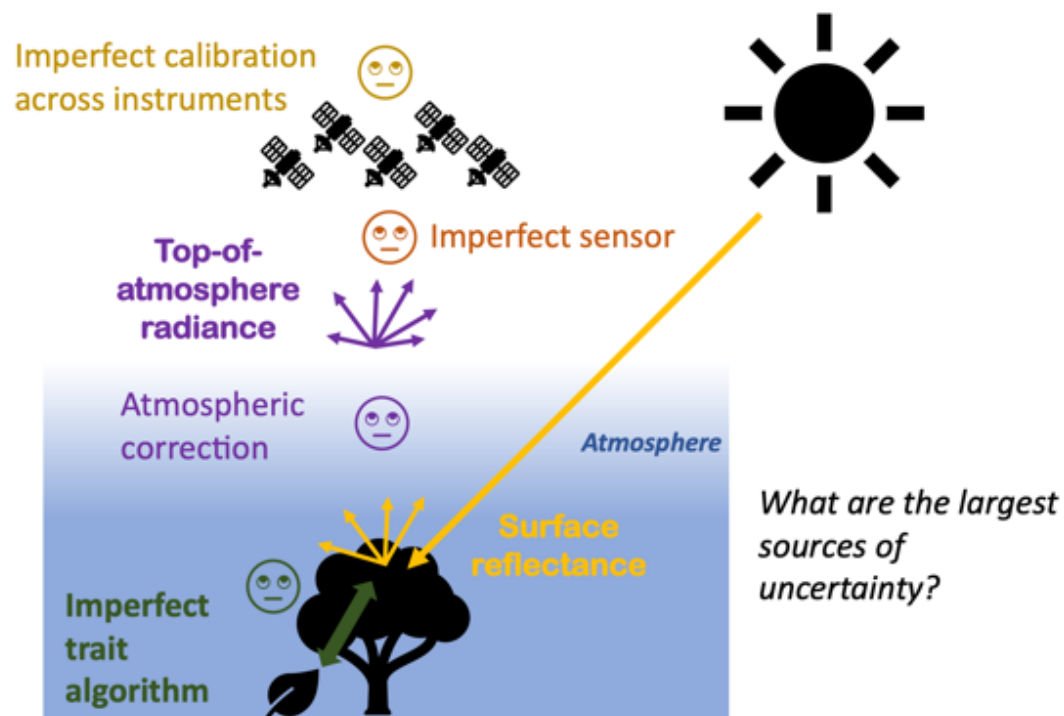 Imperfect calibration
across instruments
Imperfect sensor
Top-of-
atmosphere
radiance
Atmospheric
correction
Atmosphere
Surface
reflectance
What are the largest
sources of
uncertainty?
Imperfect
trait
algorithm